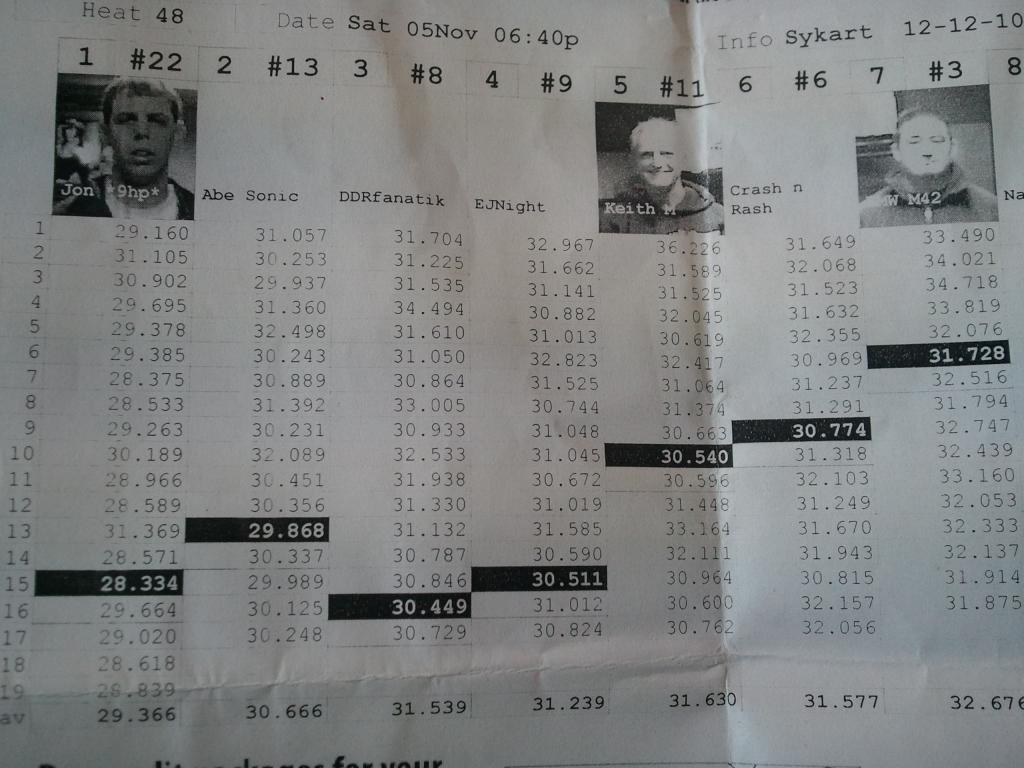 Heat 48 Date Sat 05Nov 06:40p Info Sykart 12-12-10
1 #22 2 #13 3 #8 4 #9 5 #11 6 #6 7 #3 8
Jon *9hp* Abe Sonic DDRfanatik EJNight Keith M Crash n Rash MW M42 Na
1 29.160 31.057 31.704 32.967 36.226 31.649 33.490
2 31.105 30.253 31.225 31.662 31.589 32.068 34.021
3 30.902 29.937 31.535 31.141 31.525 31.523 34.718
4 29.695 31.360 34.494 30.882 32.045 31.632 33.819
5 29.378 32.498 31.610 31.013 30.619 32.355 32.076
6 29.385 30.243 31.050 32.823 32.417 30.969 31.728
7 28.375 30.889 30.864 31.525 31.064 31.237 32.516
8 28.533 31.392 33.005 30.744 31.374 31.291 31.794
9 29.263 30.231 30.933 31.048 30.663 30.774 32.747
10 30.189 32.089 32.533 31.045 30.540 31.318 32.439
11 28.966 30.451 31.938 30.672 30.596 32.103 33.160
12 28.589 30.356 31.330 31.019 31.448 31.249 32.053
13 31.369 29.868 31.132 31.585 33.164 31.670 32.333
14 28.571 30.337 30.787 30.590 32.111 31.943 32.137
15 28.334 29.989 30.846 30.511 30.964 30.815 31.914
16 29.664 30.125 30.449 31.012 30.600 32.157 31.875
17 29.020 30.248 30.729 30.824 30.762 32.056
18 28.618
19 28.839
av 29.366 30.666 31.539 31.239 31.630 31.577 32.676
for your